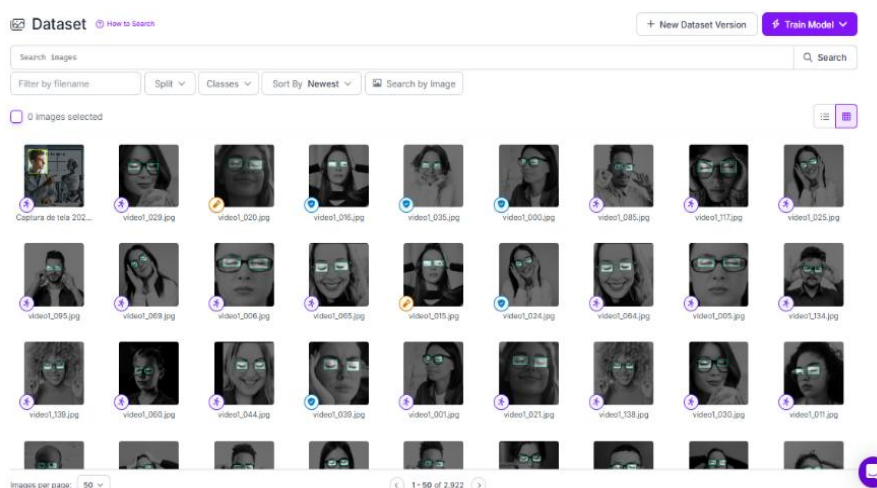 Dataset How to Search
+ New Dataset Version
Train Model
Search images
Search
Filter by filename
Split
Classes
Sort By Newest
Search by Image
0 images selected
Captura de tela 202...
video1_029.jpg
video1_020.jpg
video1_016.jpg
video1_035.jpg
video1_000.jpg
video1_085.jpg
video1_117.jpg
video1_025.jpg
video1_095.jpg
video1_069.jpg
video1_006.jpg
video1_065.jpg
video1_015.jpg
video1_024.jpg
video1_064.jpg
video1_005.jpg
video1_134.jpg
video1_139.jpg
video1_060.jpg
video1_044.jpg
video1_039.jpg
video1_001.jpg
video1_021.jpg
video1_138.jpg
video1_030.jpg
video1_011.jpg
Images per page: 50
1 - 50 of 2,922